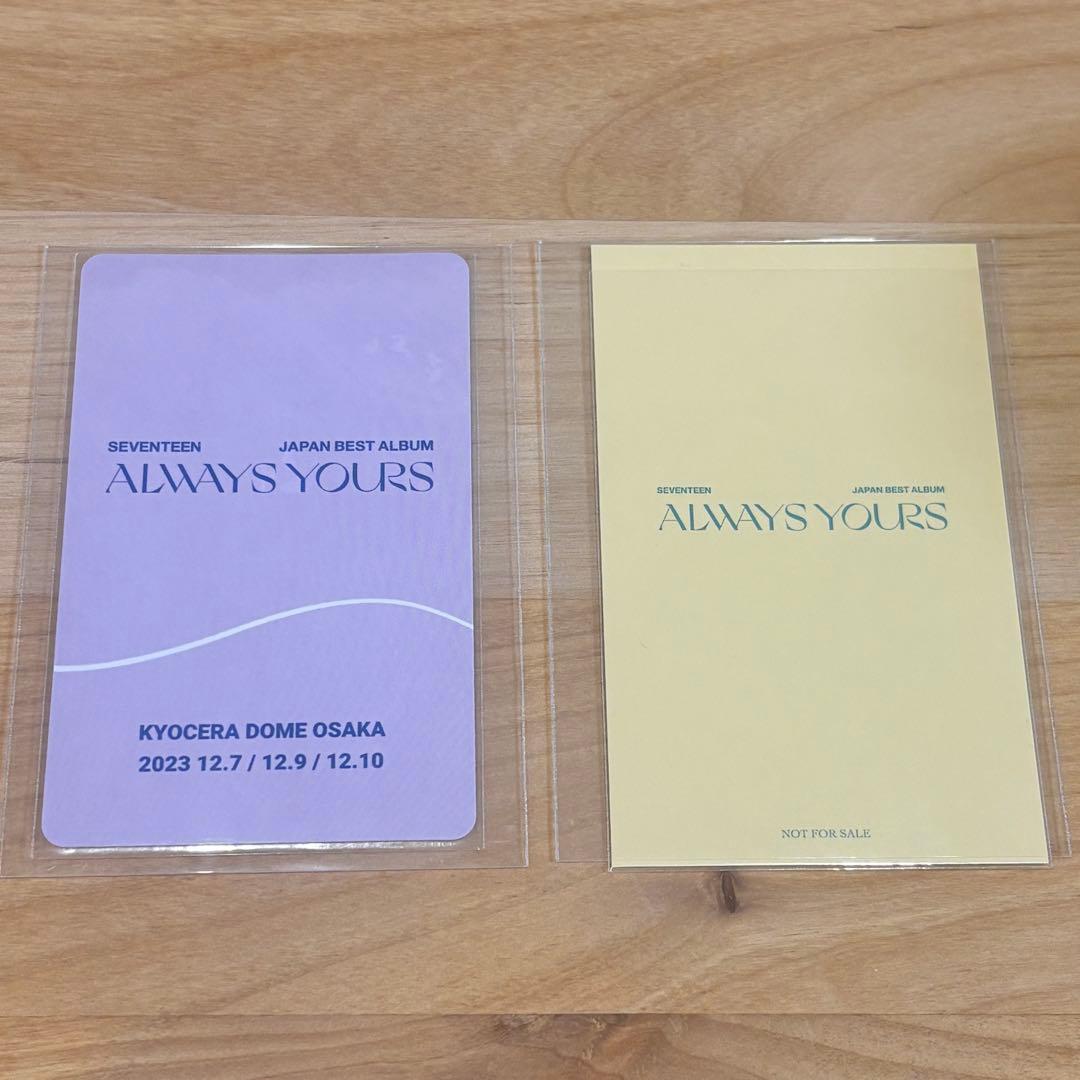 SEVENTEEN JAPAN BEST ALBUM
ALWAYS YOURS
KYOCERA DOME OSAKA
2023 12.7 / 12.9 / 12.10
SEVENTEEN JAPAN BEST ALBUM
ALWAYS YOURS
NOT FOR SALE